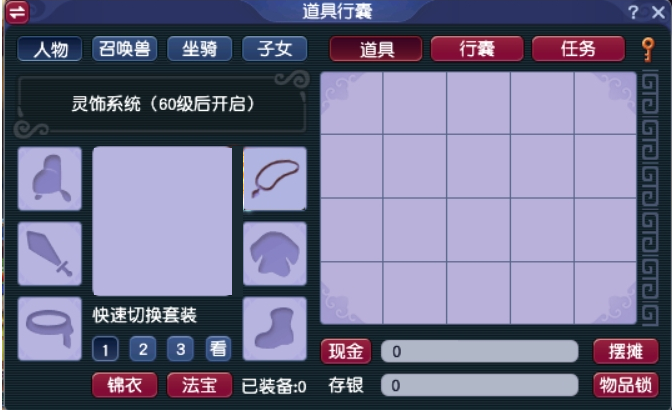 道具行囊 ?
人物 召唤兽 坐骑 子女 道具 行囊 任务
灵饰系统（60级后开启）
快速切换套装
1 2 3 看
现金 0 摆摊
锦衣 法宝 已装备:0 存银 0 物品锁